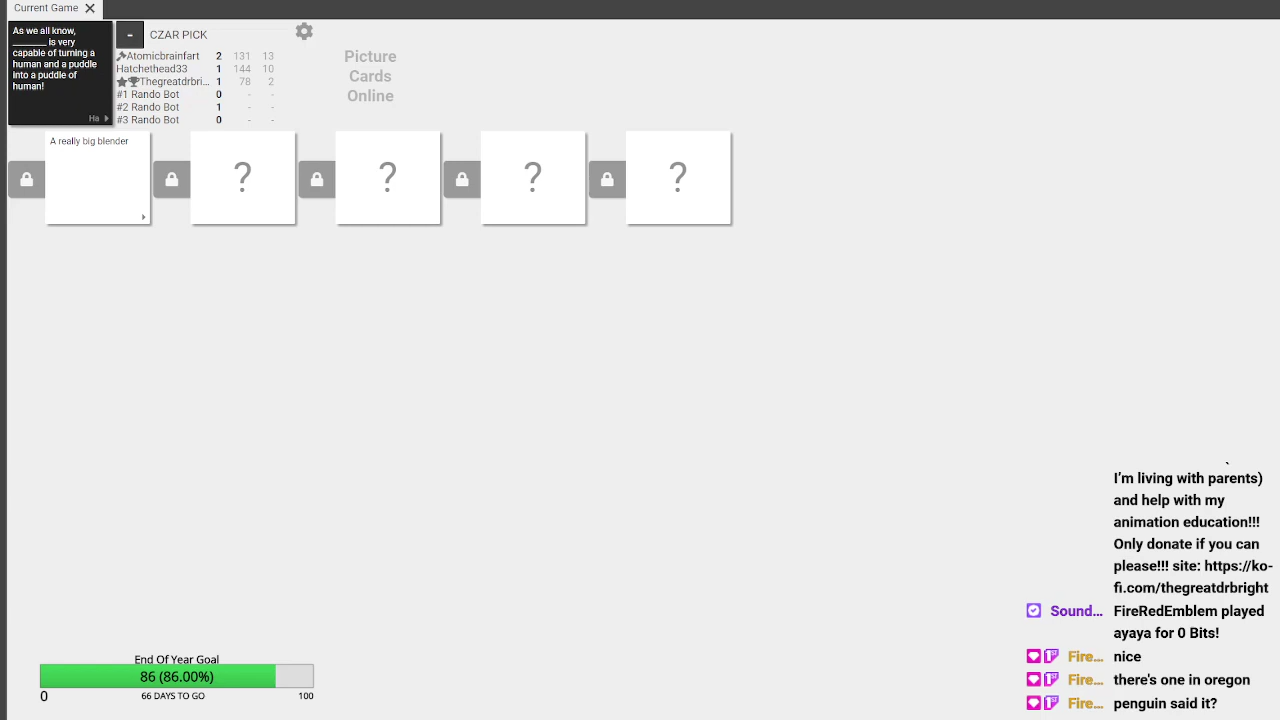 Current Game
As we all know,
_____ is very
capable of turning a
human and a puddle
into a puddle of
human!
Ha
-
CZAR PICK
Atomicbrainfart 2 131 13
Hatchethead33 1 144 10
Thegreatdrbri... 1 78 2
#1 Rando Bot 0 - -
#2 Rando Bot 1 - -
#3 Rando Bot 0 - -
Picture
Cards
Online
A really big blender
? ? ? ?
I'm living with parents)
and help with my
animation education!!!
Only donate if you can
please!!! site: https://ko-
fi.com/thegreatdrbright
Sound... FireRedEmblem played
ayaya for 0 Bits!
Fire... nice
Fire... there's one in oregon
Fire... penguin said it?
End Of Year Goal
86 (86.00%)
0 66 DAYS TO GO 100